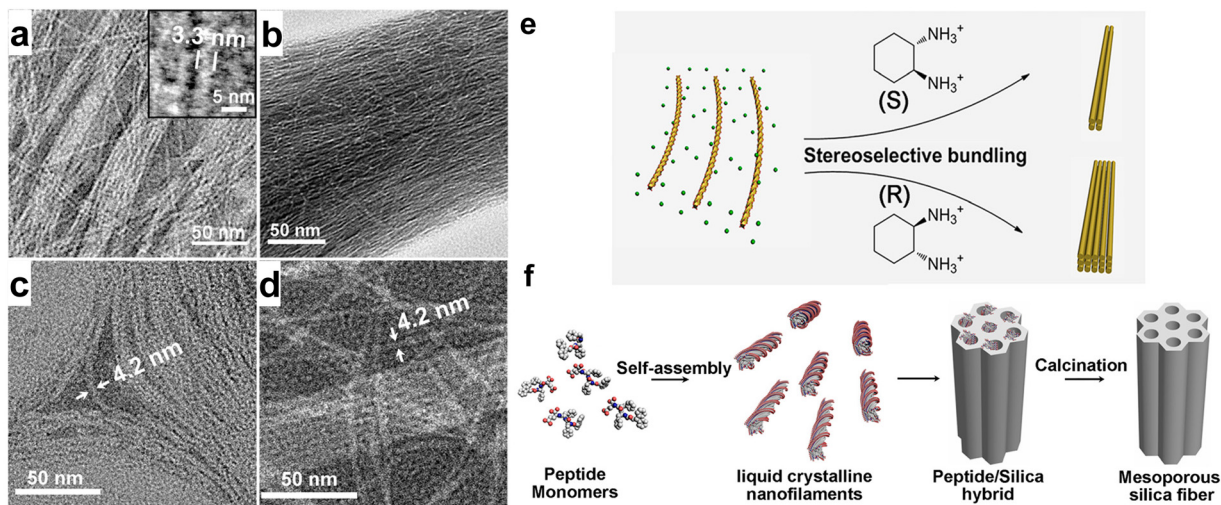 a
3.3 nm
5 nm
50 nm
b
50 nm
c
4.2 nm
50 nm
d
4.2 nm
50 nm
e
NH₃⁺
NH₃⁺
(S)
Stereoselective bundling
(R)
NH₃⁺
NH₃⁺
f
Self-assembly
Calcination
Peptide
Monomers
liquid crystalline
nanofilaments
Peptide/Silica
hybrid
Mesoporous
silica fiber